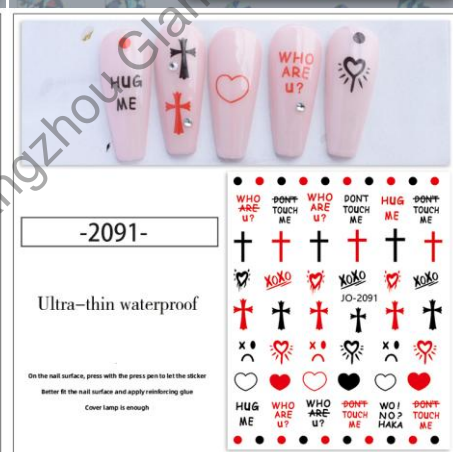 HUG
ME
WHO
ARE
U?
-2091-
Ultra-thin waterproof
On the nail surface, press with the press pen to let the sticker
Better fit the nail surface and apply reinforcing glue
Cover lamp is enough
WHO ARE U?
DON'T TOUCH ME
WHO ARE U?
DON'T TOUCH ME
HUG ME
DON'T TOUCH ME
XOXO
XOXO
XOXO
JO-2091
HUG ME
WHO ARE U?
WHO ARE U?
DON'T TOUCH ME
WO! NO? HAKA
DON'T TOUCH ME